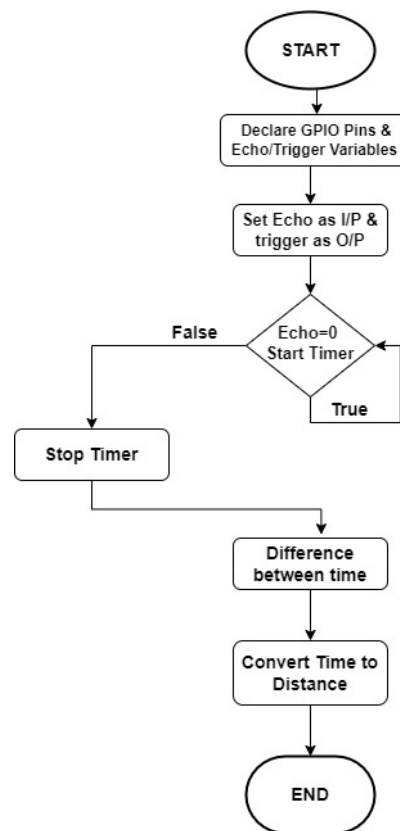 START
Declare GPIO Pins &
Echo/Trigger Variables
Set Echo as I/P &
trigger as O/P
False
Echo=0
Start Timer
True
Stop Timer
Difference
between time
Convert Time to
Distance
END